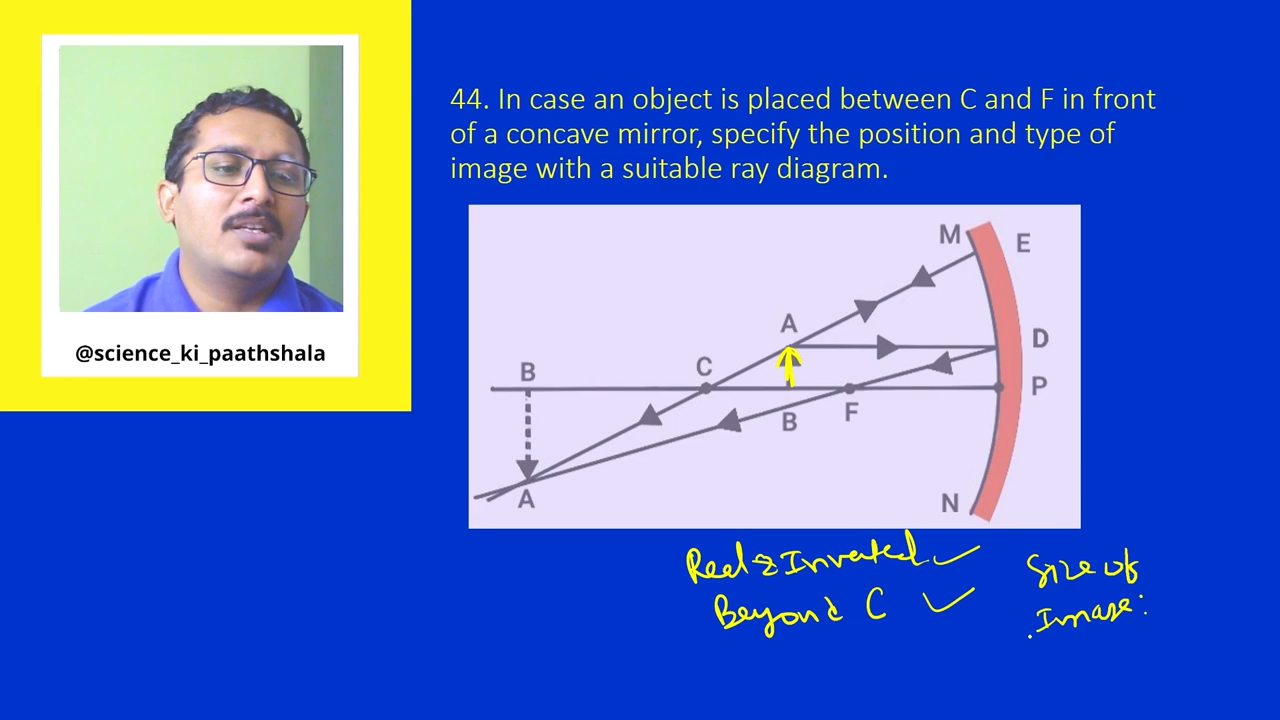 @science_ki_paathshala
44. In case an object is placed between C and F in front
of a concave mirror, specify the position and type of
image with a suitable ray diagram.
M
E
A
D
B
C
P
B
F
A
N
Real & Invated
Beyond C
Size of
Image: